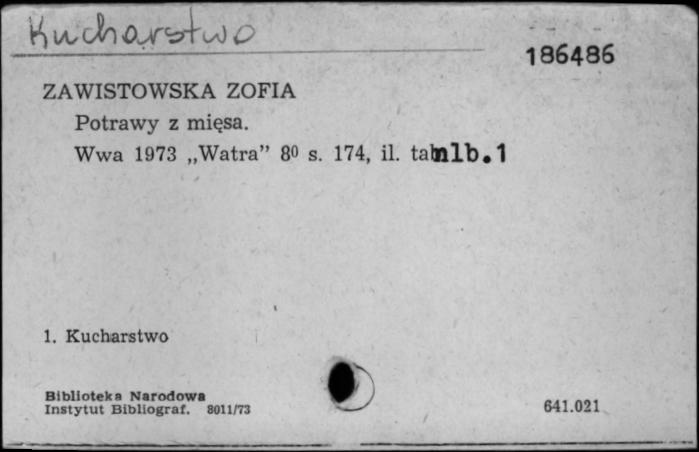 Kucharstwo
186486
ZAWISTOWSKA ZOFIA
Potrawy z mięsa.
Wwa 1973 „Watra” 8⁰ s. 174, il. nlb.1
1. Kucharstwo
Biblioteka Narodowa
Instytut Bibliograf. 8011/73
641.021